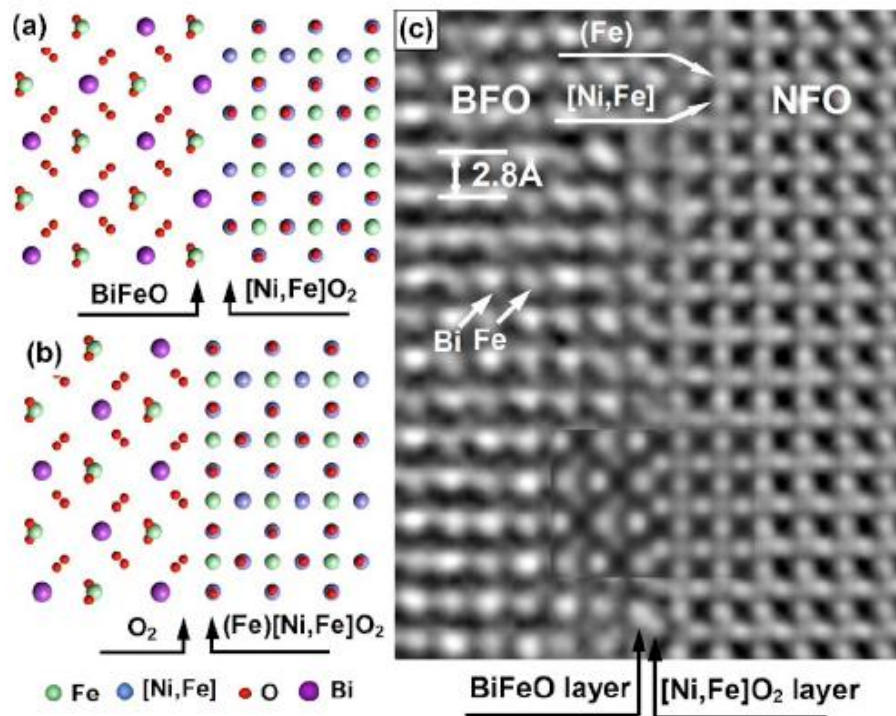 (a)
BiFeO
[Ni,Fe]O₂
(b)
O₂
(Fe)[Ni,Fe]O₂
Fe
[Ni,Fe]
O
Bi
(c)
(Fe)
BFO
[Ni,Fe]
NFO
2.8Å
Bi Fe
BiFeO layer
[Ni,Fe]O₂ layer